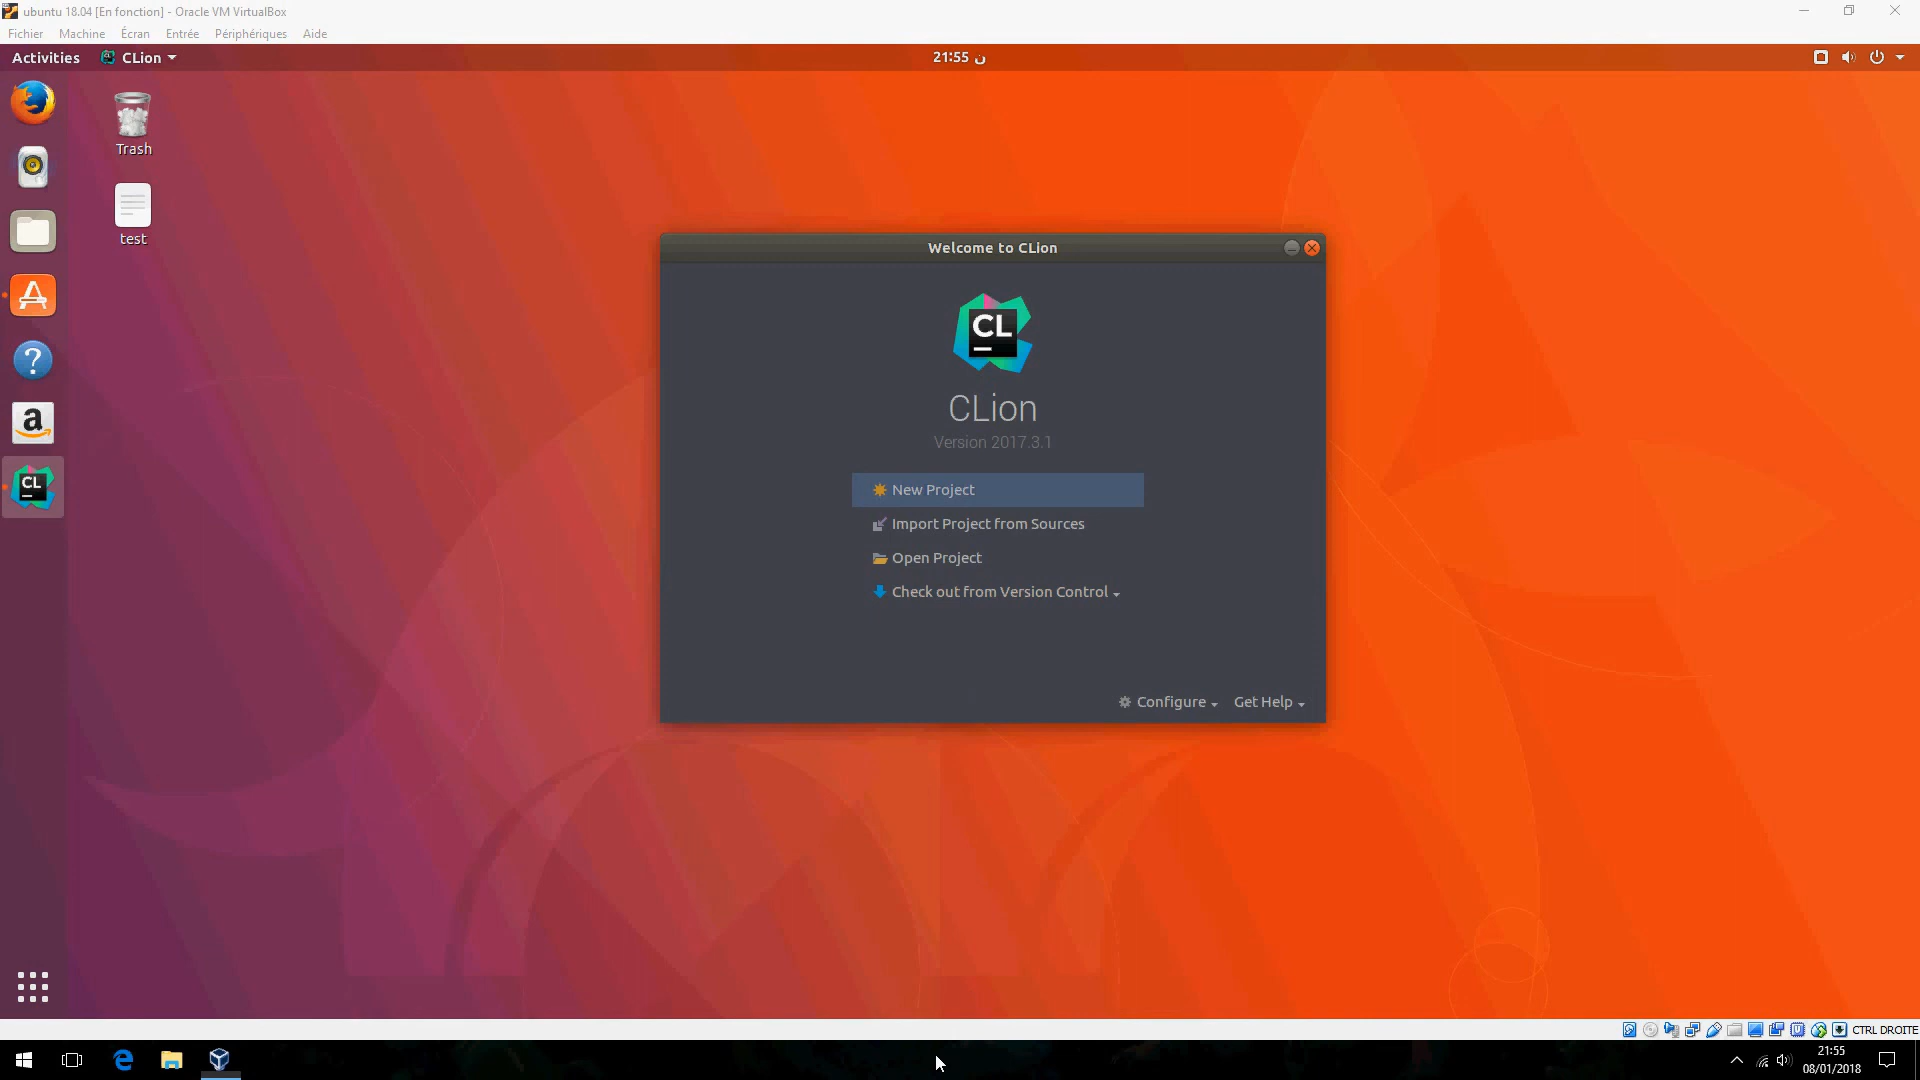 ubuntu 18.04 [En fonction] - Oracle VM VirtualBox
Fichier Machine Écran Entrée Périphériques Aide
Activities CLion 21:55 ن
Trash
test
Welcome to CLion
CL
CLion
Version 2017.3.1
New Project
Import Project from Sources
Open Project
Check out from Version Control
Configure Get Help
a
CL
CTRL DROITE
21:55
08/01/2018